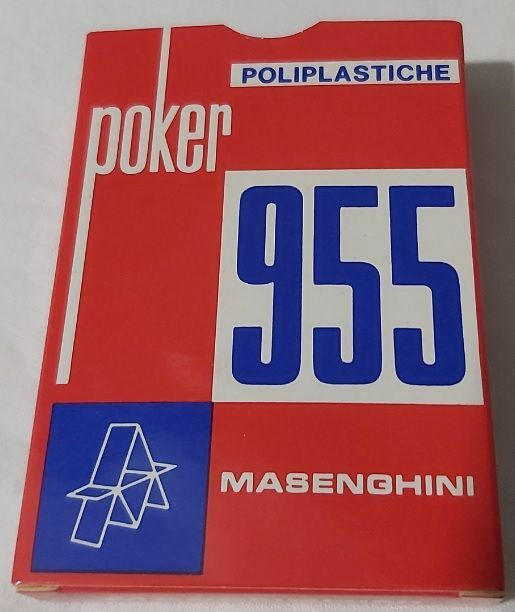 POLIPLASTICHE
poker
955
MASENGHINI